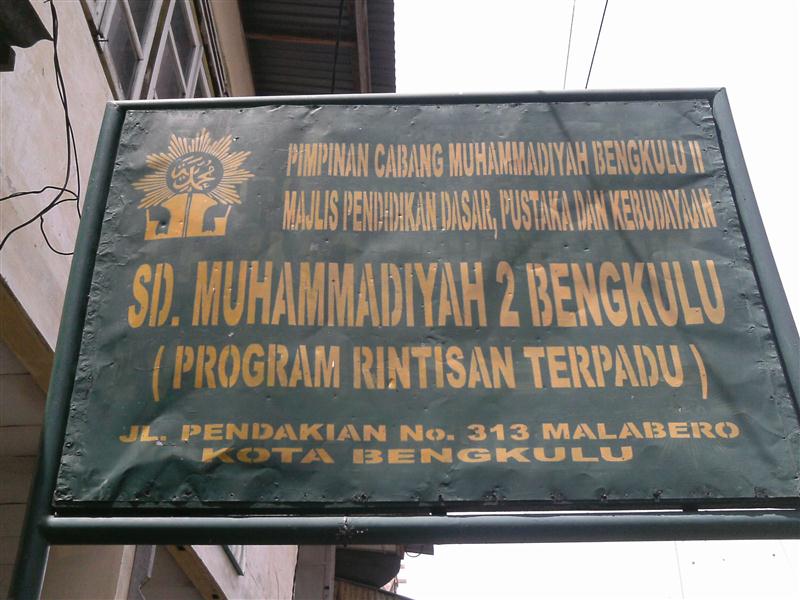 PIMPINAN CABANG MUHAMMADIYAH BENGKULU II
MAJLIS PENDIDIKAN DASAR, PUSTAKA DAN KEBUDAYAAN
SD. MUHAMMADIYAH 2 BENGKULU
( PROGRAM RINTISAN TERPADU )
JL. PENDAKIAN No. 313 MALABERO
KOTA BENGKULU